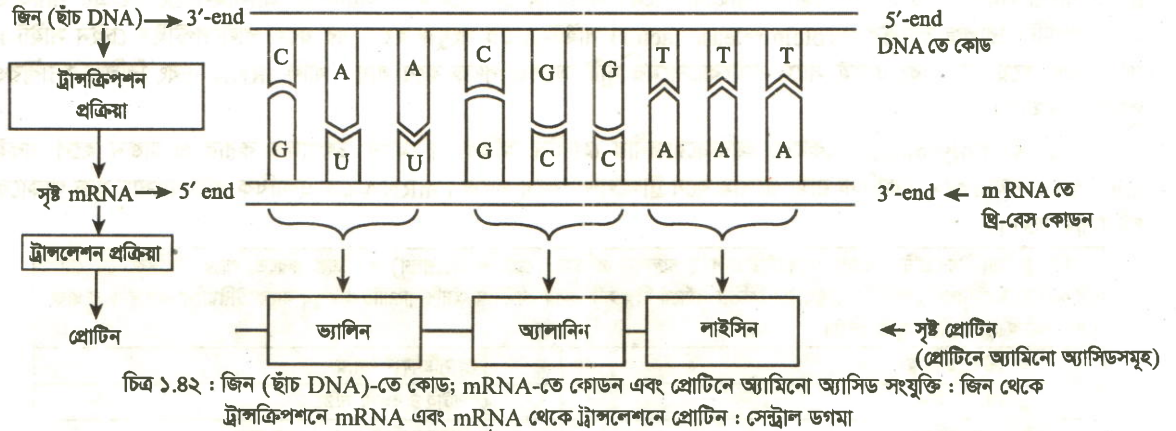 জিন (ছাঁচ DNA) 3′-end 5′-end
DNA তে কোড
C A A C G G T T T
ট্রান্সক্রিপশন
প্রক্রিয়া
G U U G C C A A A
সৃষ্ট mRNA 5′ end 3′-end m RNA তে
থ্রি-বেস কোডন
ট্রান্সলেশন প্রক্রিয়া
প্রোটিন ভ্যালিন অ্যালানিন লাইসিন সৃষ্ট প্রোটিন
(প্রোটিনে অ্যামিনো অ্যাসিডসমূহ)
চিত্র ১.৪২ : জিন (ছাঁচ DNA)-তে কোড; mRNA-তে কোডন এবং প্রোটিনে অ্যামিনো অ্যাসিড সংযুক্তি : জিন থেকে
ট্রান্সক্রিপশনে mRNA এবং mRNA থেকে ট্রান্সলেশনে প্রোটিন : সেন্ট্রাল ডগমা